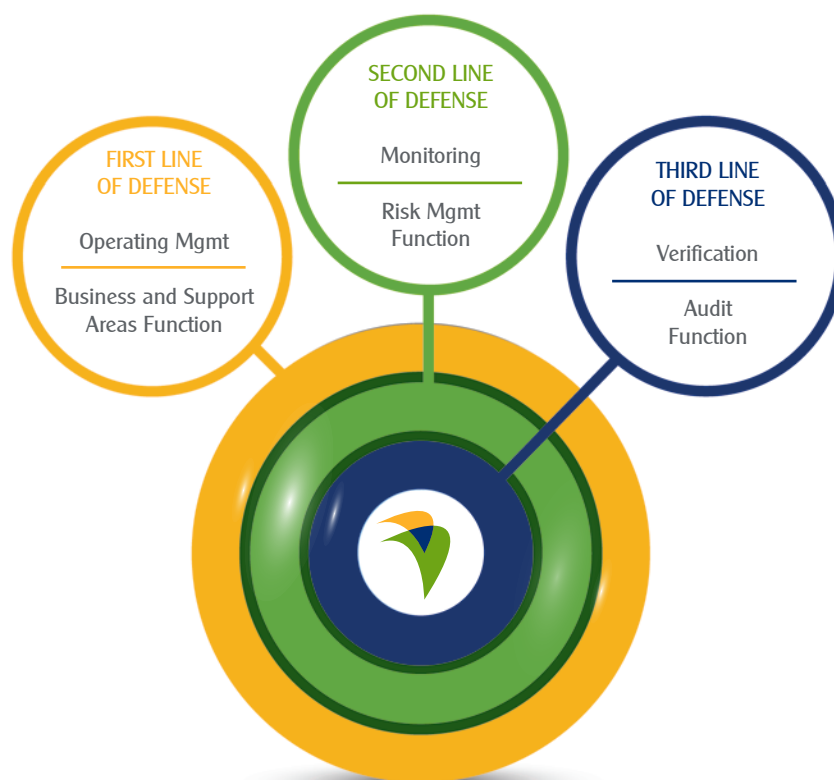 FIRST LINE
OF DEFENSE
Operating Mgmt
Business and Support
Areas Function
SECOND LINE
OF DEFENSE
Monitoring
Risk Mgmt
Function
THIRD LINE
OF DEFENSE
Verification
Audit
Function